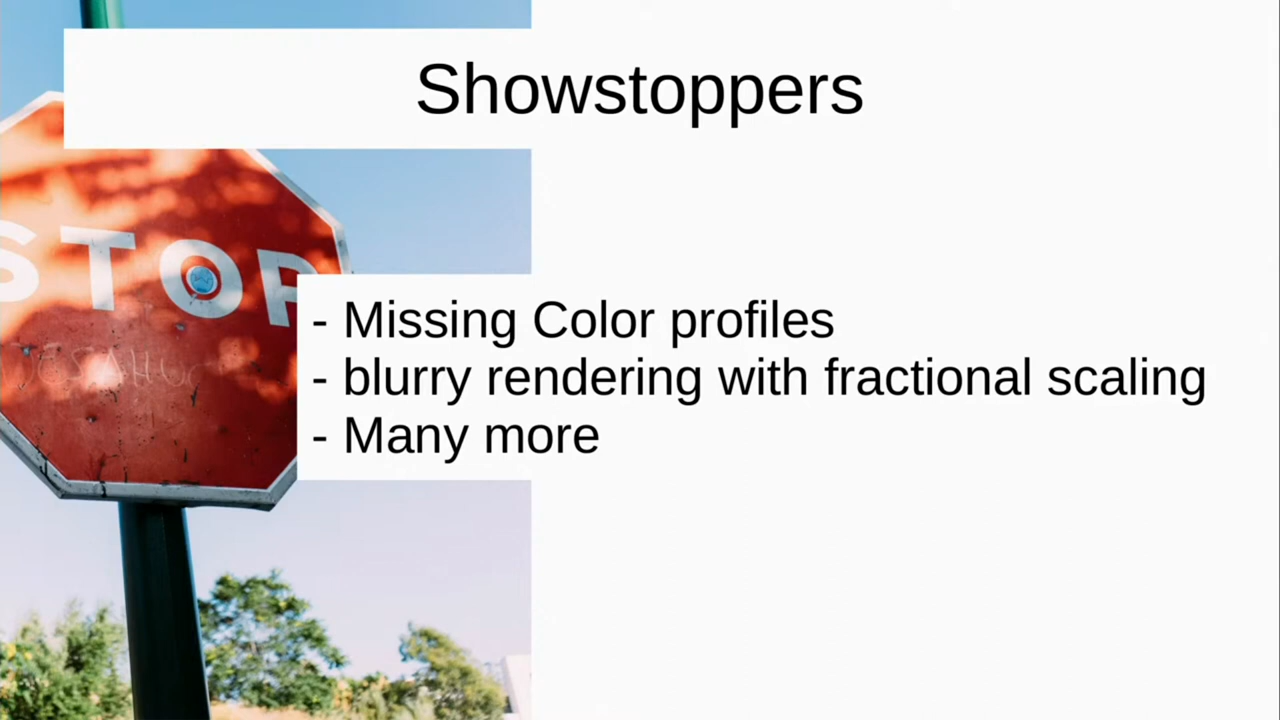 Showstoppers
STOP
- Missing Color profiles
- blurry rendering with fractional scaling
- Many more